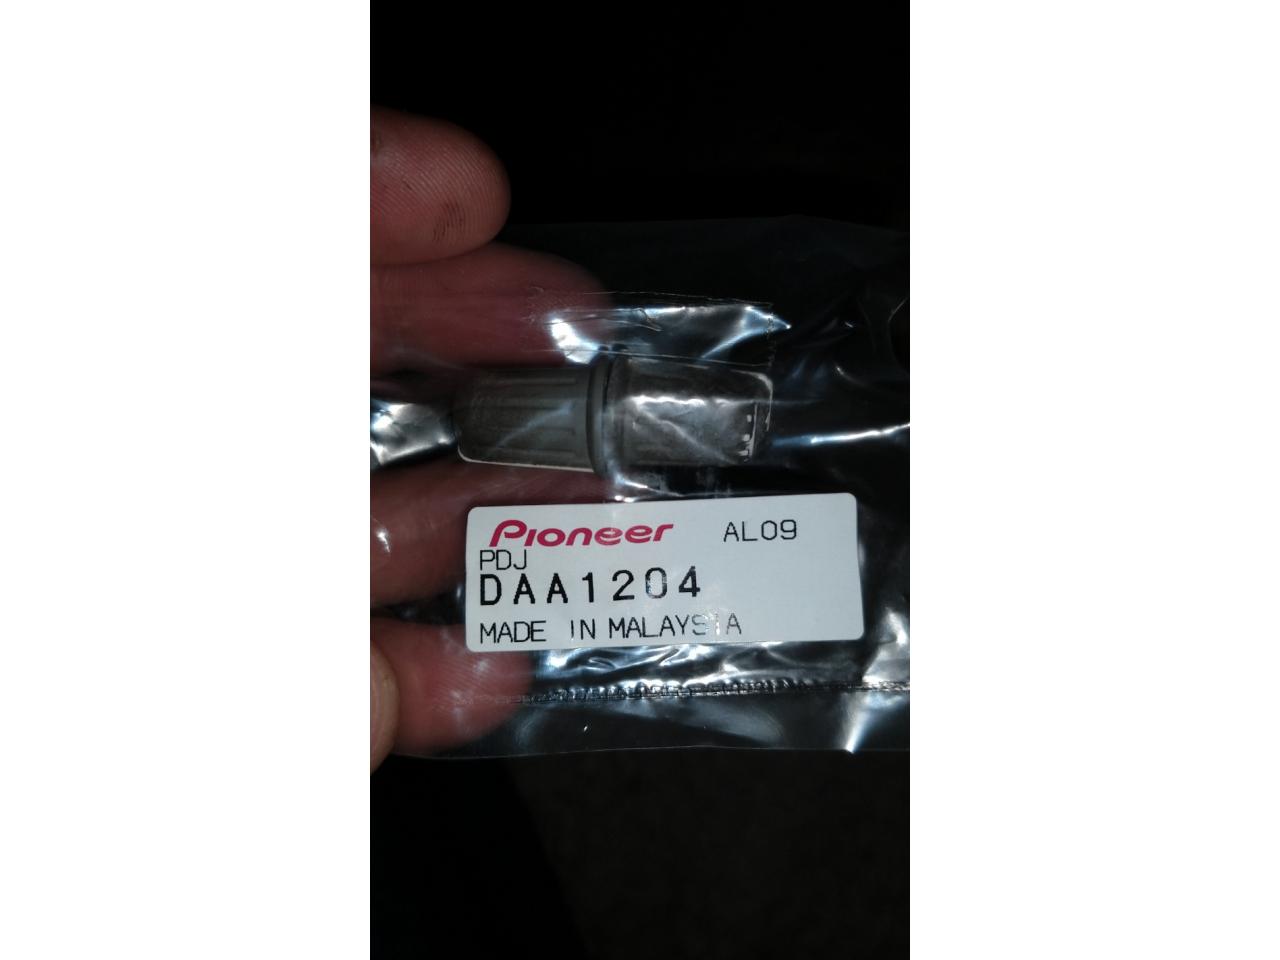 Pioneer AL09
PDJ
DAA1204
MADE IN MALAYSIA